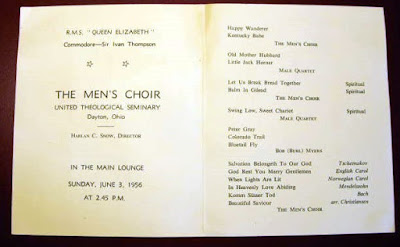 R.M.S. "QUEEN ELIZABETH"
Commodore—Sir Ivan Thompson
THE MEN'S CHOIR
UNITED THEOLOGICAL SEMINARY
Dayton, Ohio
HARLAN C. SNOW, DIRECTOR
IN THE MAIN LOUNGE
SUNDAY, JUNE 3, 1956
AT 2.45 P.M.
Happy Wanderer
Kentucky Babe
THE MEN'S CHOIR
Old Mother Hubbard
Little Jack Horner
MALE QUARTET
Let Us Break Bread Together Spiritual
Balm In Gilead Spiritual
THE MEN'S CHOIR
Swing Low, Sweet Chariot Spiritual
MALE QUARTET
Peter Gray
Colorado Trail
Bluetail Fly
BOB (BURL) MYERS
Salvation Belongeth To Our God Tschesnokov
God Rest You Merry Gentlemen English Carol
When Lights Are Lit Norwegian Carol
In Heavenly Love Abiding Mendelssohn
Komm Süsser Tod Bach
Beautiful Saviour arr. Christiansen
THE MEN'S CHOIR